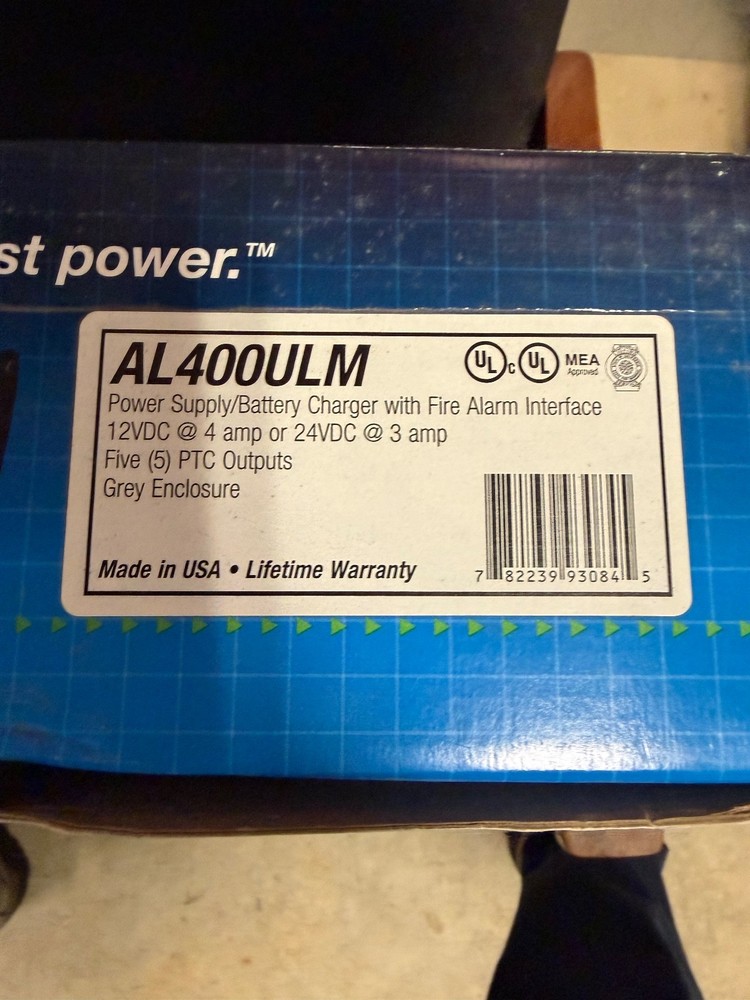 st power.™
AL400ULM
UL c UL MEA
Approved
Power Supply/Battery Charger with Fire Alarm Interface
12VDC @ 4 amp or 24VDC @ 3 amp
Five (5) PTC Outputs
Grey Enclosure
Made in USA • Lifetime Warranty
7 82239 93084 5